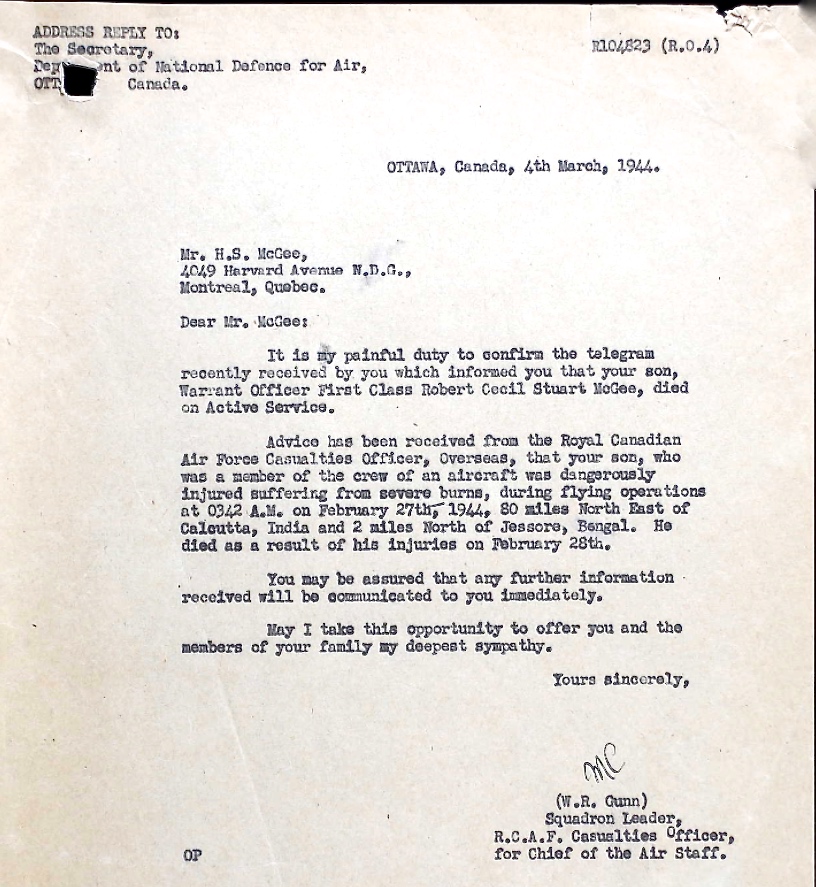 ADDRESS REPLY TO:
R104823 (R.O.4)
The Secretary,
of National Defence for Air,
Canada.
OTTAWA, Canada, 4th March, 1944.
Mr. H.S. McGee,
4049 Harvard Avenue N.D.G.,
Montreal, Quebec.
Dear Mr. McGee:
It is my painful duty to confirm the telegram
recently received by you which informed you that your son,
Warrant Officer First Class Robert Cecil Stuart McGee, died
on Active Service.
Advice has been received from the Royal Canadian
Air Force Casualties Officer, Overseas, that your son, who
was a member of the crew of an aircraft was dangerously
injured suffering from severe burns, during flying operations
at 0342 A.M. on February 27th, 1944, 80 miles North East of
Calcutta, India and 2 miles North of Jessore, Bengal. He
died as a result of his injuries on February 28th.
You may be assured that any further information
received will be communicated to you immediately.
May I take this opportunity to offer you and the
members of your family my deepest sympathy.
Yours sincerely,
MC
(W.R. Gunn)
Squadron Leader,
R.C.A.F. Casualties Officer,
for Chief of the Air Staff.
OP